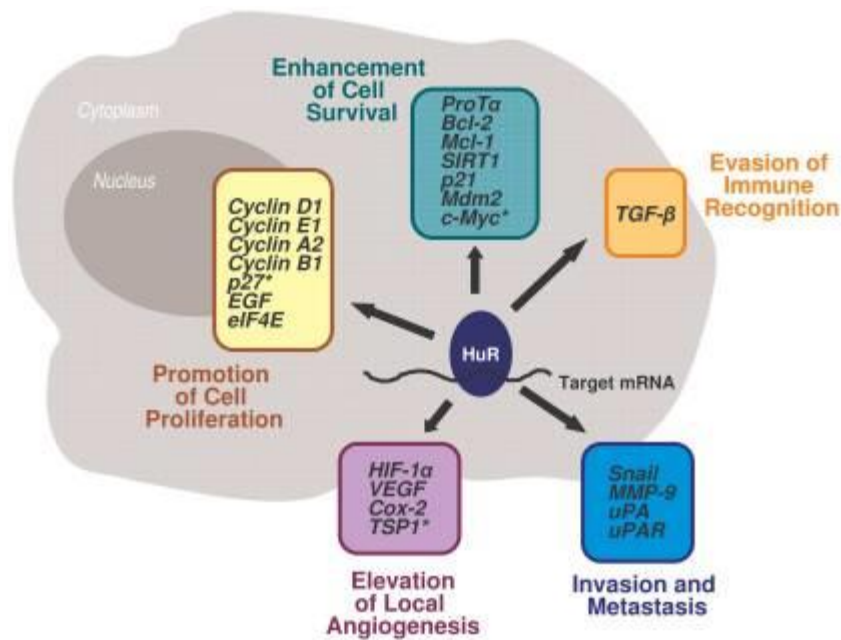 Enhancement
of Cell
Survival
ProTα
Bcl-2
Mcl-1
SIRT1
p21
Mdm2
c-Myc*
Cytoplasm
Nucleus
Evasion of
Immune
Recognition
TGF-β
Cyclin D1
Cyclin E1
Cyclin A2
Cyclin B1
p27*
EGF
eIF4E
Promotion
of Cell
Proliferation
HuR
Target mRNA
HIF-1α
VEGF
Cox-2
TSP1*
Elevation
of Local
Angiogenesis
Snail
MMP-9
uPA
uPAR
Invasion and
Metastasis